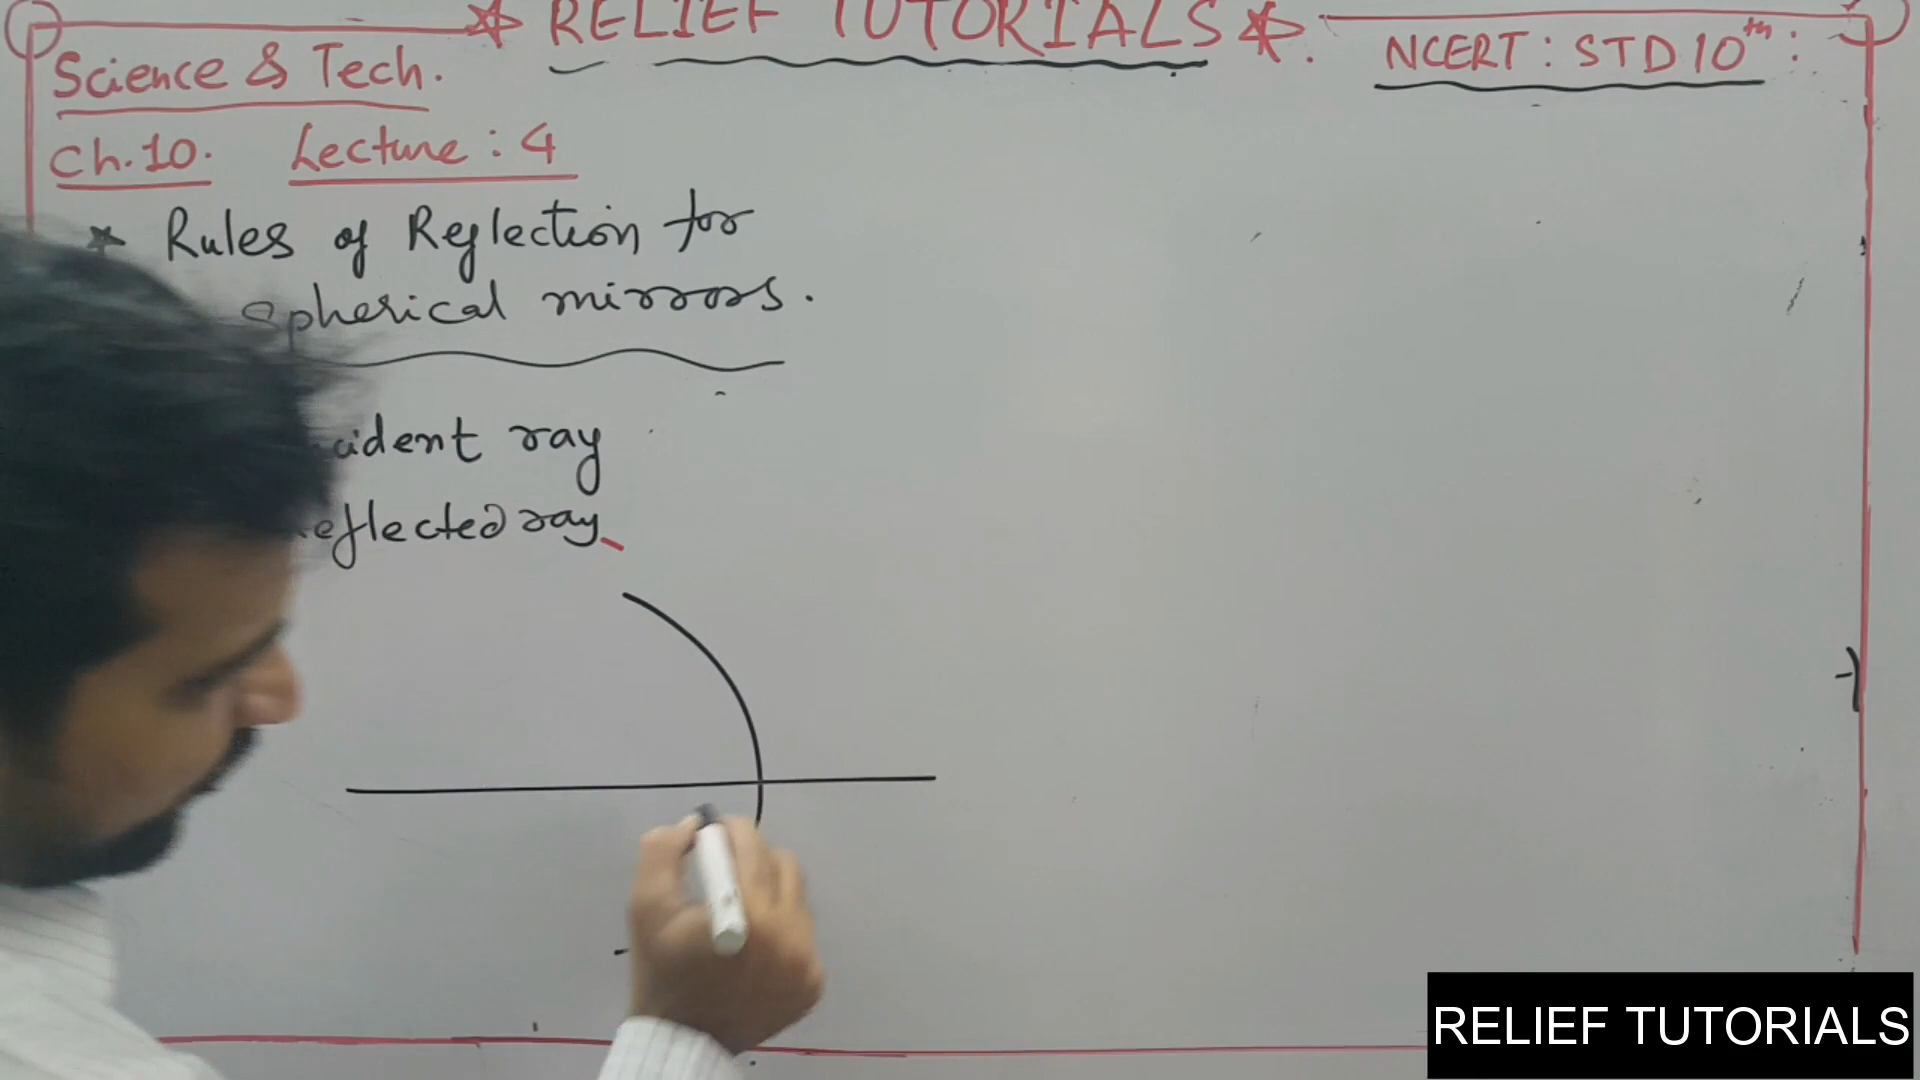 RELIEF TUTORIALS
NCERT : STD 10th :
Science & Tech.
Ch.10. Lecture : 4
Rules of Reflection for
spherical mirrors.
ray
reflected ray
RELIEF TUTORIALS